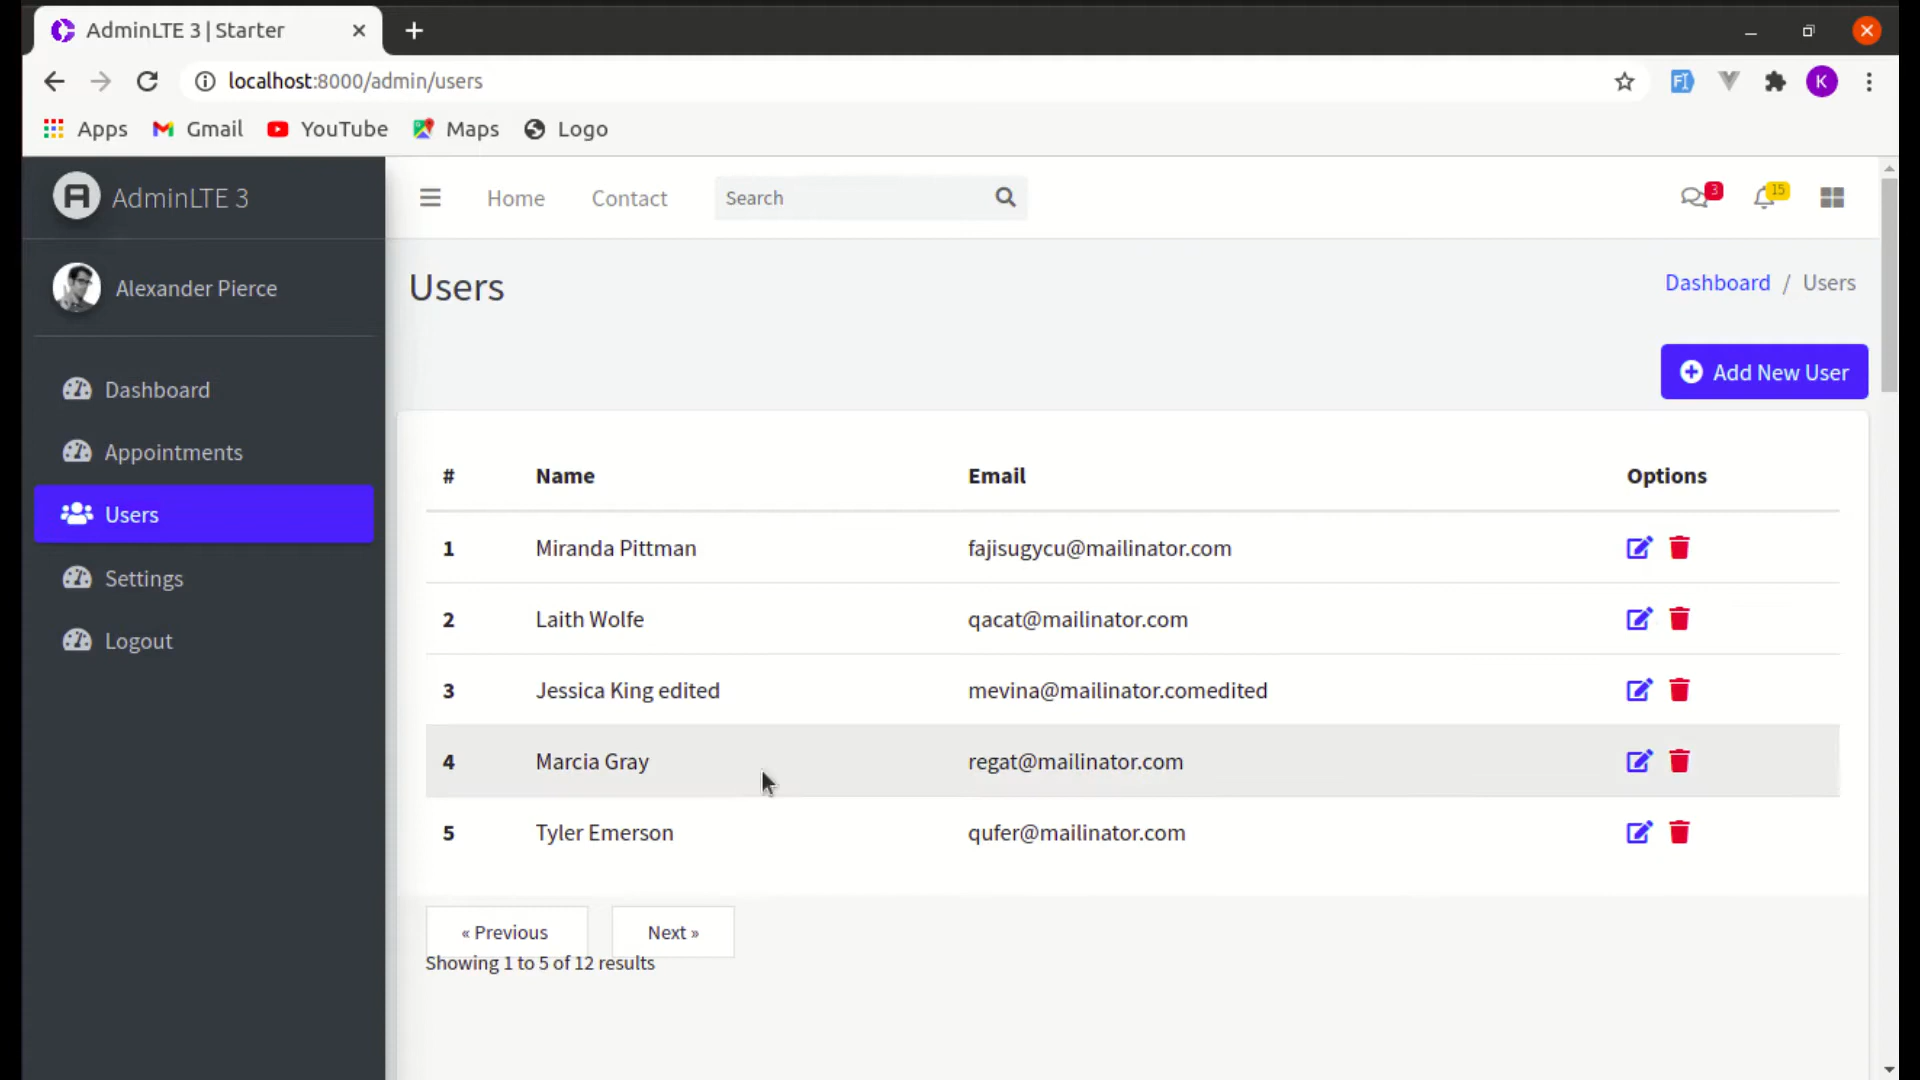 AdminLTE 3 | Starter
localhost:8000/admin/users
FI
K
Apps Gmail YouTube Maps Logo
AdminLTE 3
Home Contact Search 3 15
Alexander Pierce
Users
Dashboard / Users
Add New User
Dashboard
Appointments
Users
Settings
Logout
# Name Email Options
1 Miranda Pittman fajisugycu@mailinator.com
2 Laith Wolfe qacat@mailinator.com
3 Jessica King edited mevina@mailinator.comedited
4 Marcia Gray regat@mailinator.com
5 Tyler Emerson qufer@mailinator.com
« Previous Next »
Showing 1 to 5 of 12 results